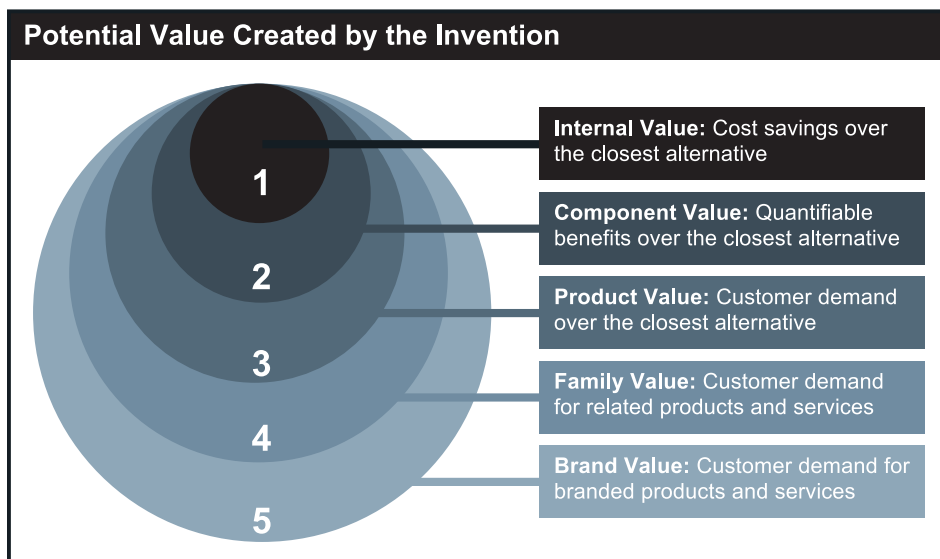 Potential Value Created by the Invention
1
2
3
4
5
Internal Value: Cost savings over
the closest alternative
Component Value: Quantifiable
benefits over the closest alternative
Product Value: Customer demand
over the closest alternative
Family Value: Customer demand
for related products and services
Brand Value: Customer demand for
branded products and services